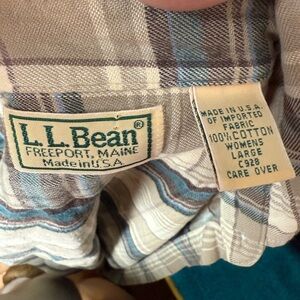 L.L.Bean®
FREEPORT, MAINE
Made in U.S.A.
MADE IN U.S.A.
OF IMPORTED
FABRIC
100% COTTON
WOMENS
LARGE
C928
CARE OVER